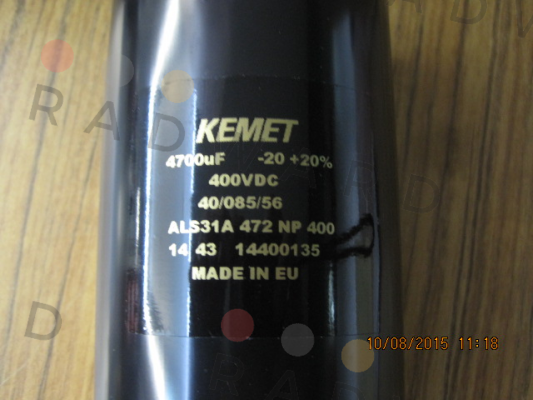 KEMET
4700uF -20 +20%
400VDC
40/085/56
ALS31A 472 NP 400
14 43 14400135
MADE IN EU
10/08/2015 11:18